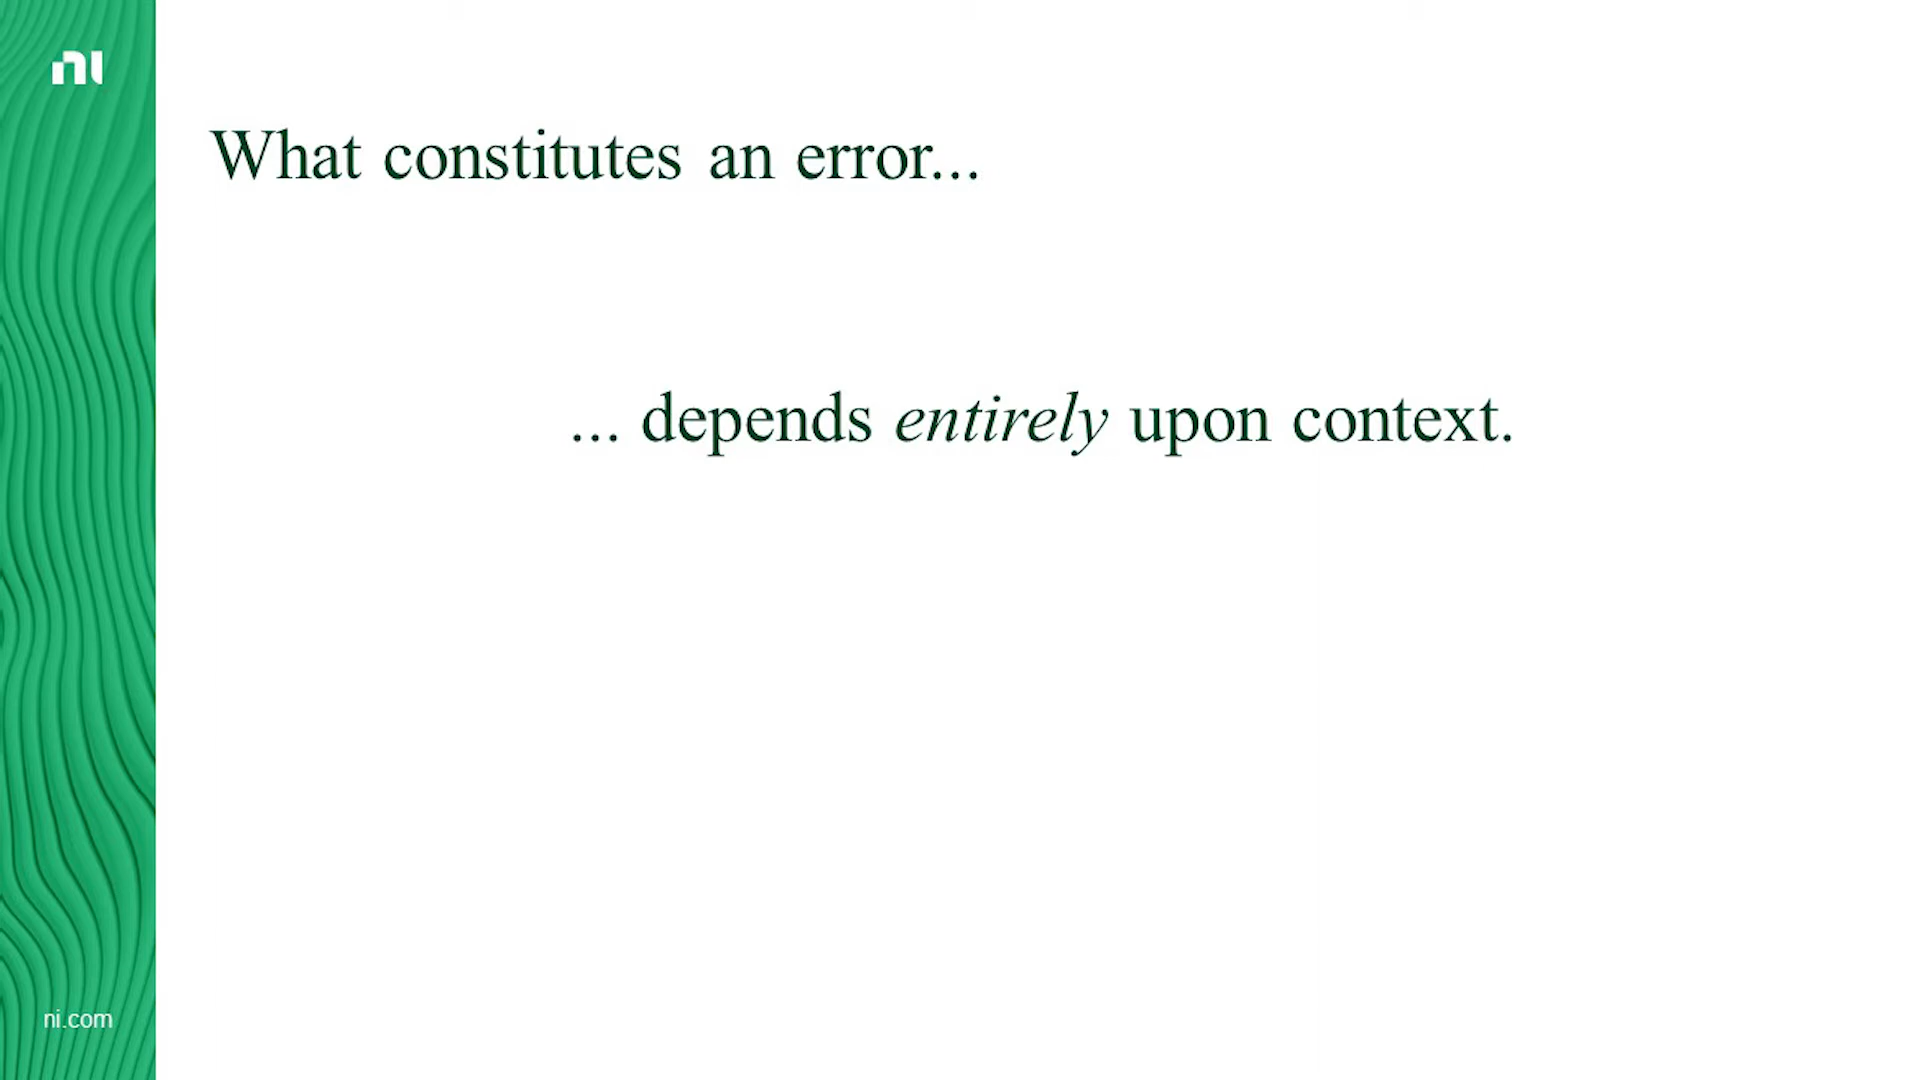 ni
What constitutes an error...
... depends entirely upon context.
ni.com